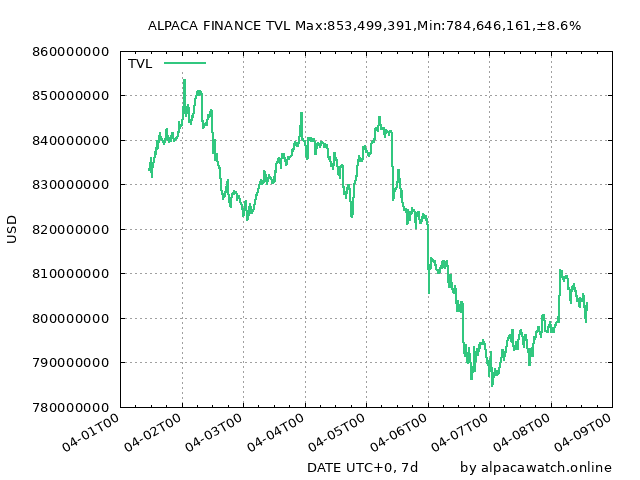 ALPACA FINANCE TVL Max:853,499,391,Min:784,646,161,±8.6%
TVL
860000000
850000000
840000000
830000000
820000000
810000000
800000000
790000000
780000000
USD
04-01T00
04-02T00
04-03T00
04-04T00
04-05T00
04-06T00
04-07T00
04-08T00
04-09T00
DATE UTC+0, 7d
by alpacawatch.online